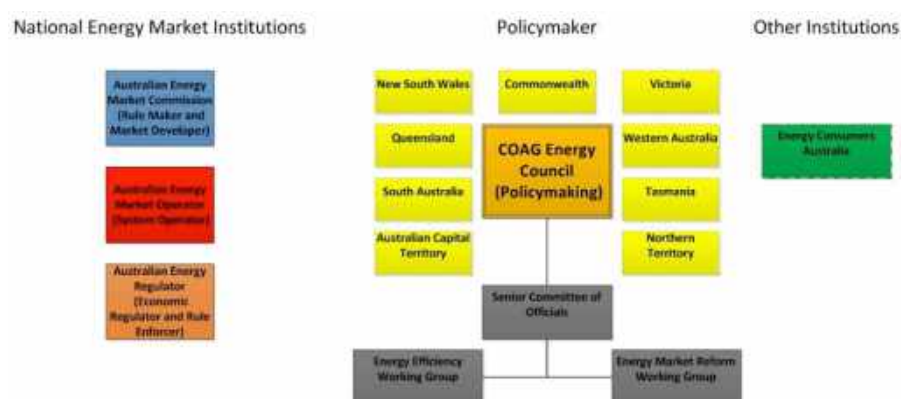 National Energy Market Institutions
Policymaker
Other Institutions
Australian Energy
Market Commission
(Rule Maker and
Market Developer)
Australian Energy
Market Operator
(System Operator)
Australian Energy
Regulator
(Economic
Regulator and Rule
Enforcer)
New South Wales
Commonwealth
Victoria
Queensland
COAG Energy
Council
(Policymaking)
Western Australia
South Australia
Tasmania
Australian Capital
Territory
Northern
Territory
Senior Committee of
Officials
Energy Efficiency
Working Group
Energy Market Reform
Working Group
Energy Consumers
Australia